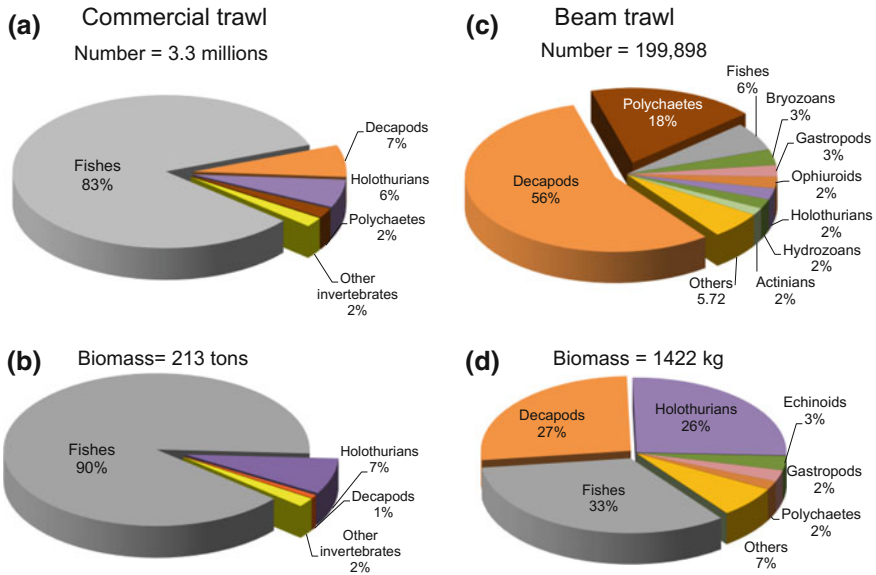 (a)
Commercial trawl
Number = 3.3 millions
Fishes
83%
Decapods
7%
Holothurians
6%
Polychaetes
2%
Other
invertebrates
2%
(b)
Biomass= 213 tons
Fishes
90%
Holothurians
7%
Decapods
1%
Other
invertebrates
2%
(c)
Beam trawl
Number = 199,898
Decapods
56%
Polychaetes
18%
Fishes
6%
Bryozoans
3%
Gastropods
3%
Ophiuroids
2%
Holothurians
2%
Hydrozoans
2%
Actinians
2%
Others
5.72
(d)
Biomass = 1422 kg
Decapods
27%
Holothurians
26%
Echinoids
3%
Gastropods
2%
Polychaetes
2%
Others
7%
Fishes
33%